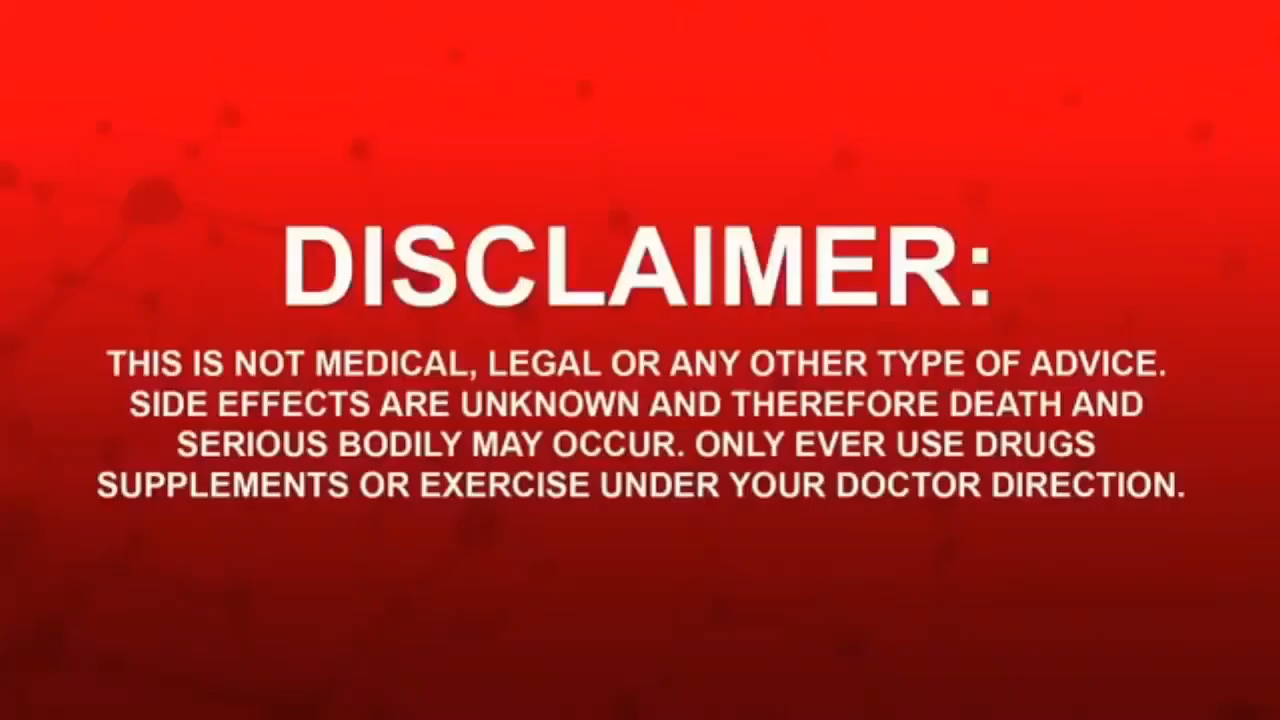 DISCLAIMER:
THIS IS NOT MEDICAL, LEGAL OR ANY OTHER TYPE OF ADVICE.
SIDE EFFECTS ARE UNKNOWN AND THEREFORE DEATH AND
SERIOUS BODILY MAY OCCUR. ONLY EVER USE DRUGS
SUPPLEMENTS OR EXERCISE UNDER YOUR DOCTOR DIRECTION.